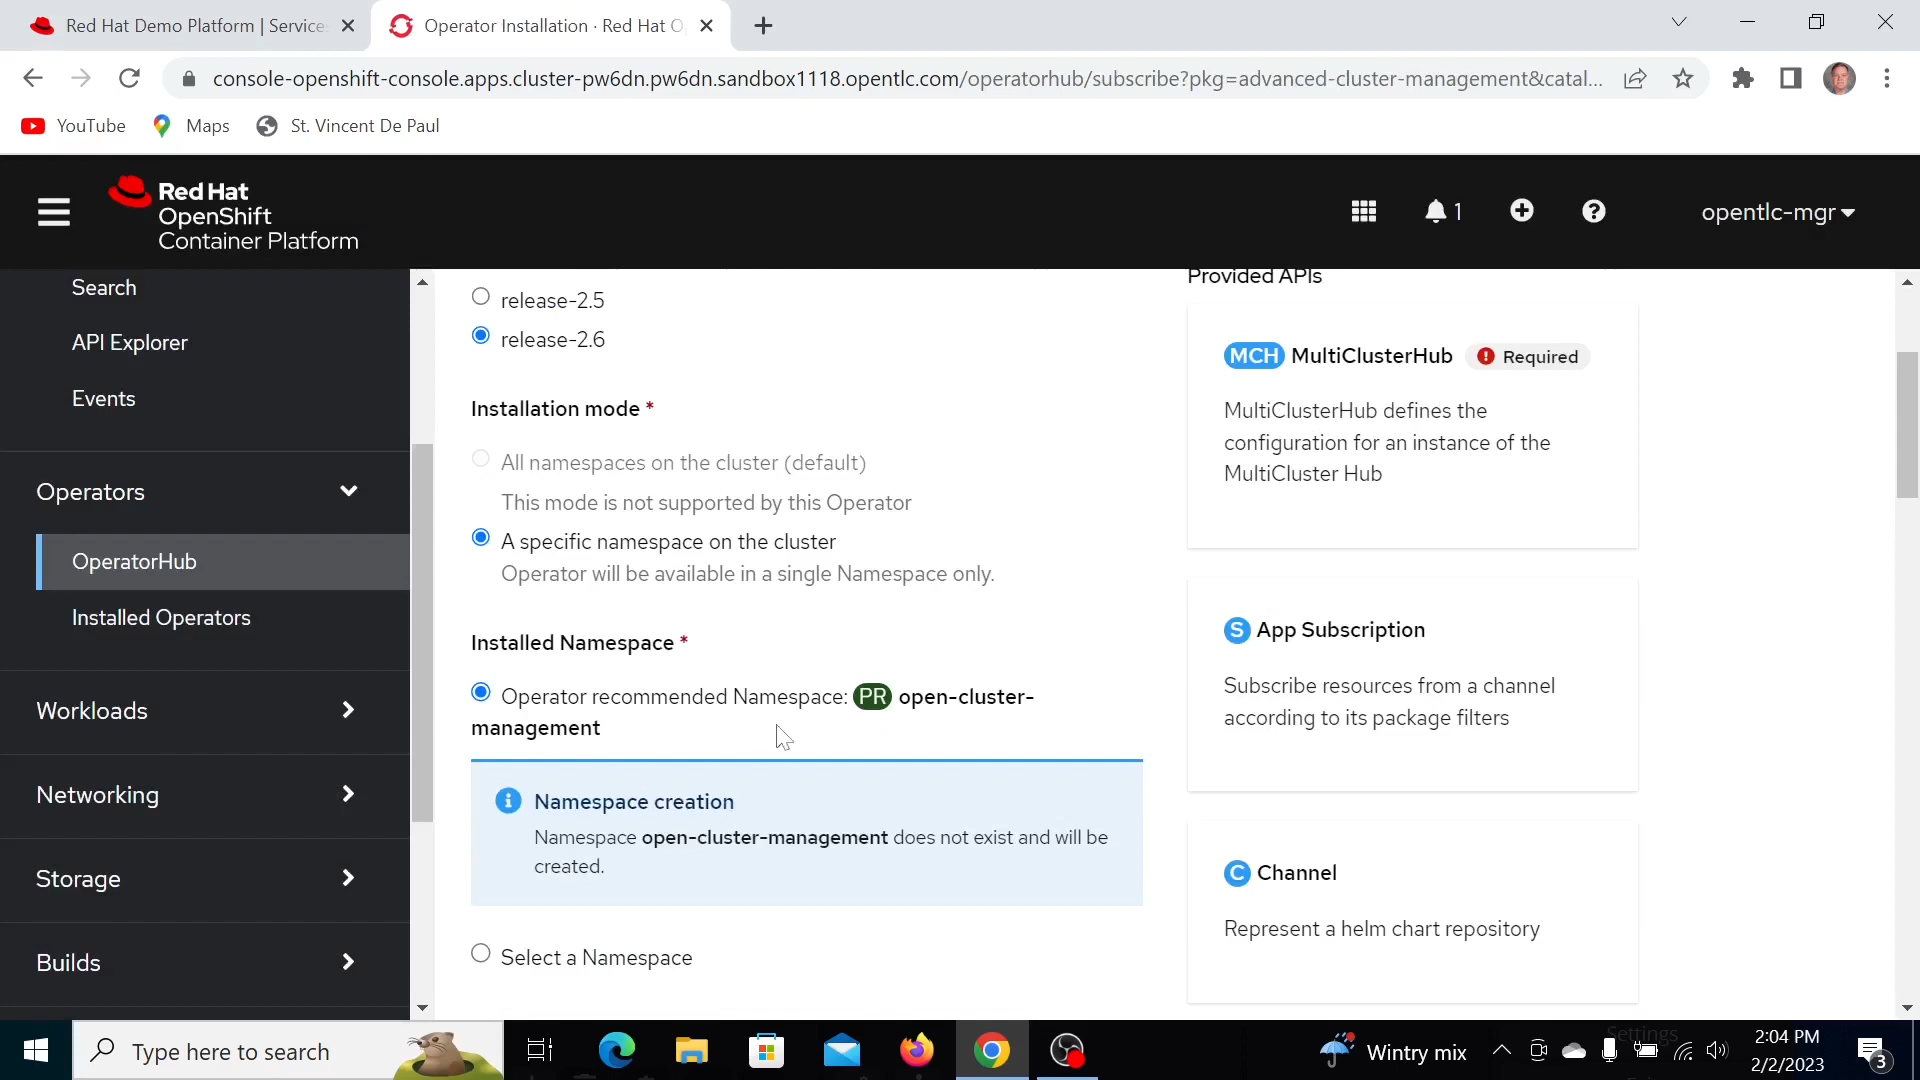 Red Hat Demo Platform | Service
Operator Installation · Red Hat O
console-openshift-console.apps.cluster-pw6dn.pw6dn.sandbox1118.opentlc.com/operatorhub/subscribe?pkg=advanced-cluster-management&catal...
YouTube
Maps
St. Vincent De Paul
Red Hat
OpenShift
Container Platform
1
opentlc-mgr
Search
API Explorer
Events
Operators
OperatorHub
Installed Operators
Workloads
Networking
Storage
Builds
release-2.5
release-2.6
Installation mode *
All namespaces on the cluster (default)
This mode is not supported by this Operator
A specific namespace on the cluster
Operator will be available in a single Namespace only.
Installed Namespace *
Operator recommended Namespace: PR open-cluster-
management
Namespace creation
Namespace open-cluster-management does not exist and will be
created.
Select a Namespace
Provided APIs
MCH MultiClusterHub Required
MultiClusterHub defines the
configuration for an instance of the
MultiCluster Hub
S App Subscription
Subscribe resources from a channel
according to its package filters
C Channel
Represent a helm chart repository
Type here to search
Wintry mix
Settings
2:04 PM
2/2/2023
3